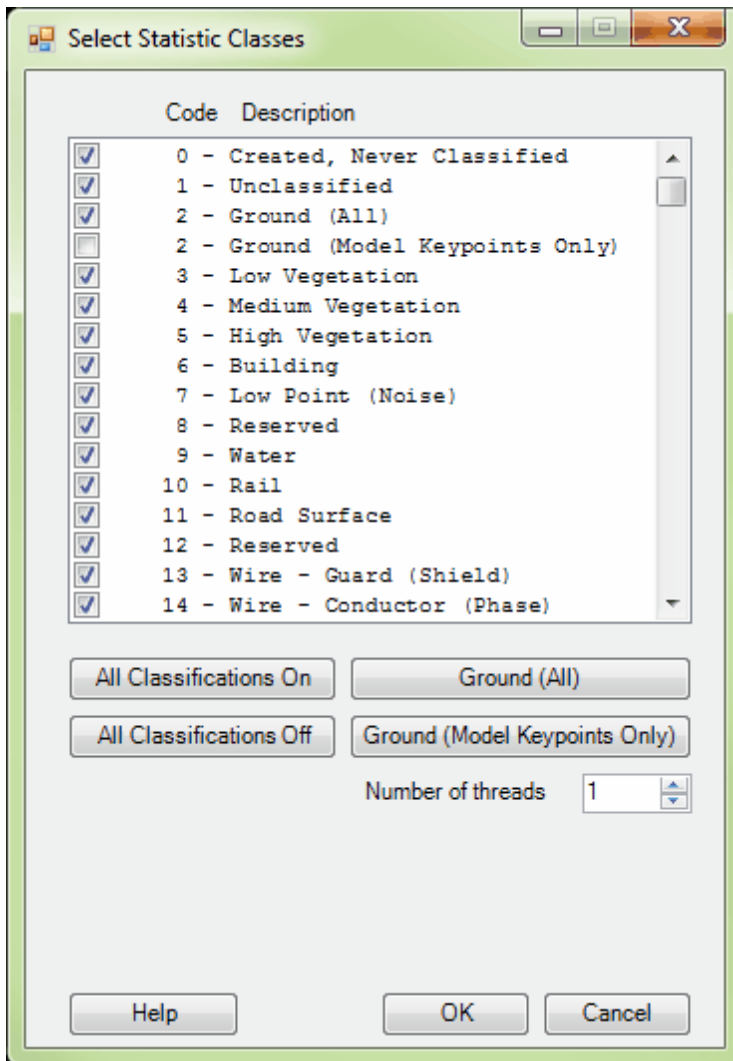 Select Statistic Classes
Code Description
0 - Created, Never Classified
1 - Unclassified
2 - Ground (All)
2 - Ground (Model Keypoints Only)
3 - Low Vegetation
4 - Medium Vegetation
5 - High Vegetation
6 - Building
7 - Low Point (Noise)
8 - Reserved
9 - Water
10 - Rail
11 - Road Surface
12 - Reserved
13 - Wire - Guard (Shield)
14 - Wire - Conductor (Phase)
All Classifications On Ground (All)
All Classifications Off Ground (Model Keypoints Only)
Number of threads 1
Help OK Cancel